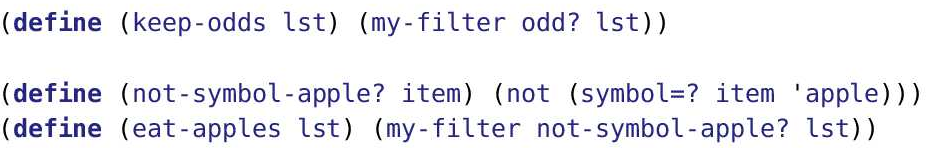 (define (keep-odds lst) (my-filter odd? lst))
(define (not-symbol-apple? item) (not (symbol=? item 'apple)))
(define (eat-apples lst) (my-filter not-symbol-apple? lst))